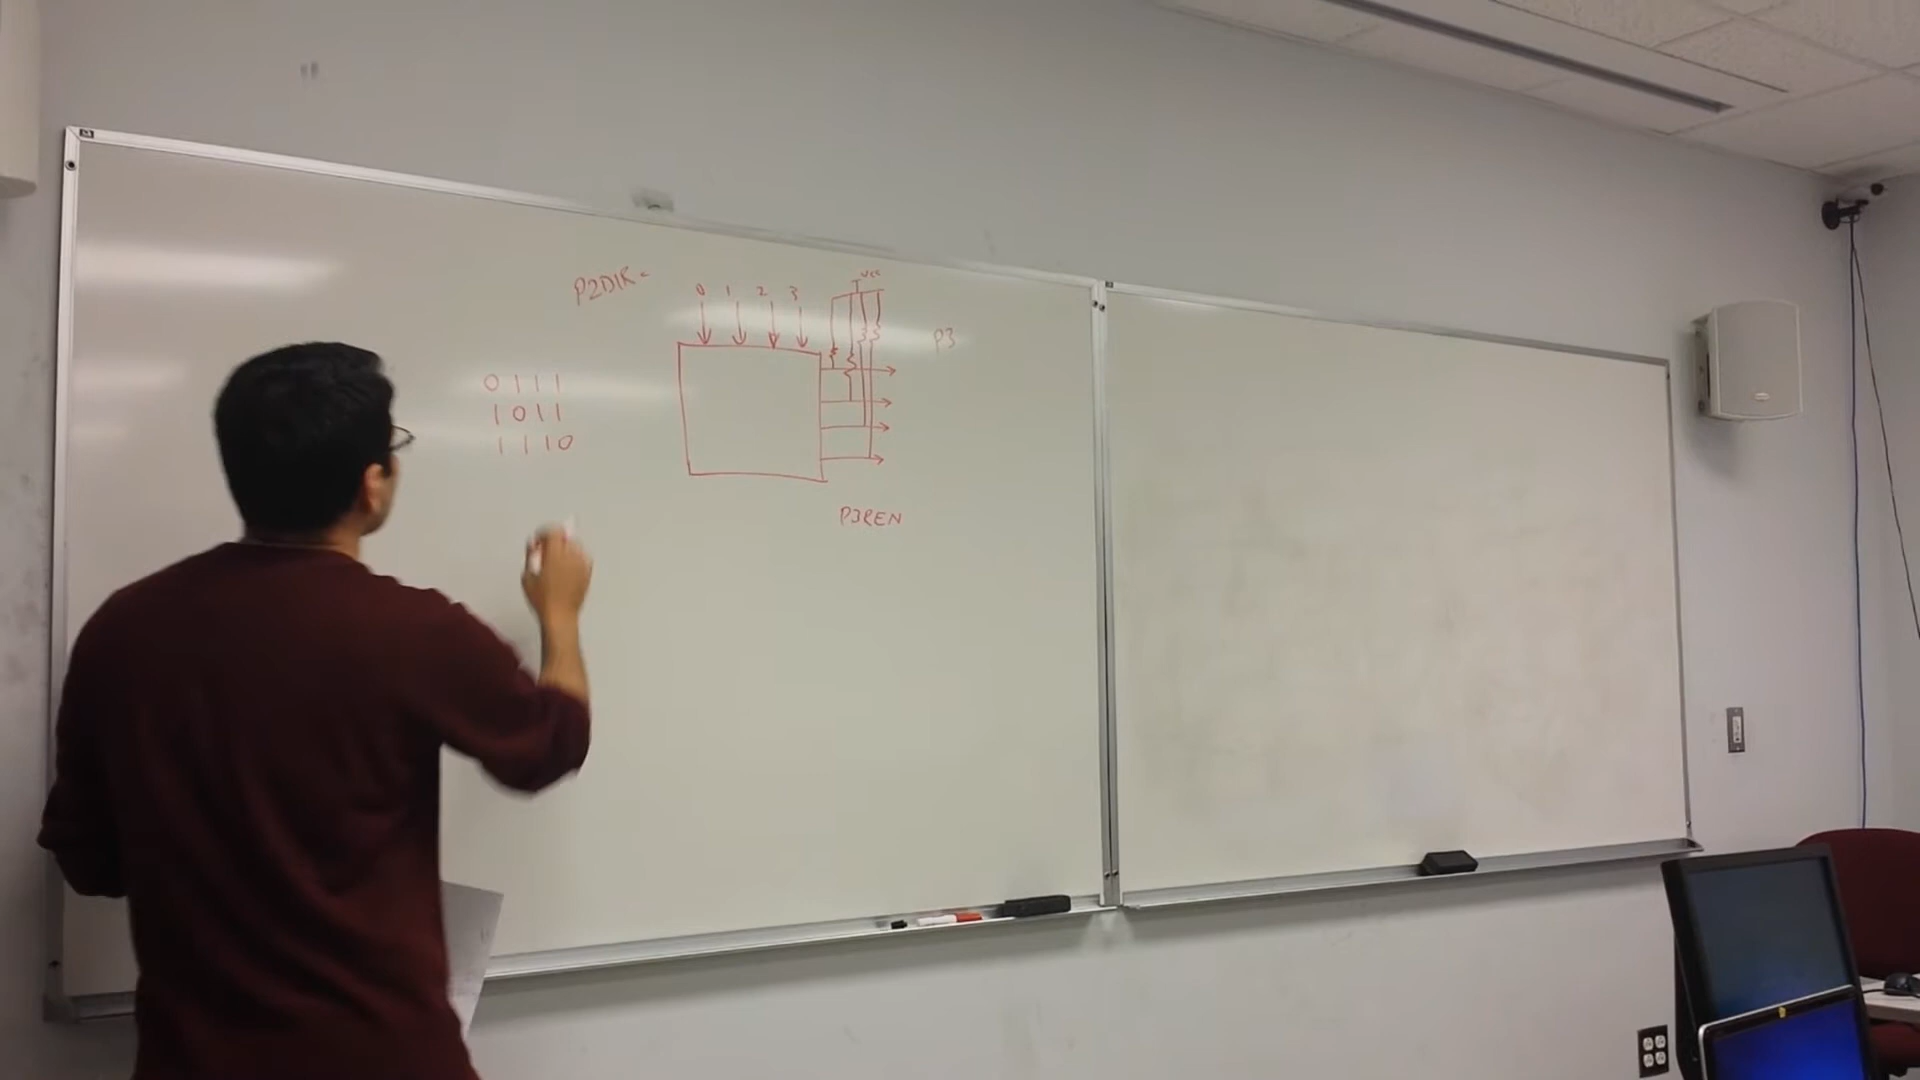 P2DIR -
0 1 2 3
Vcc
P3
0 1 1 1
1 0 1 1
1 1 1 0
P3REN